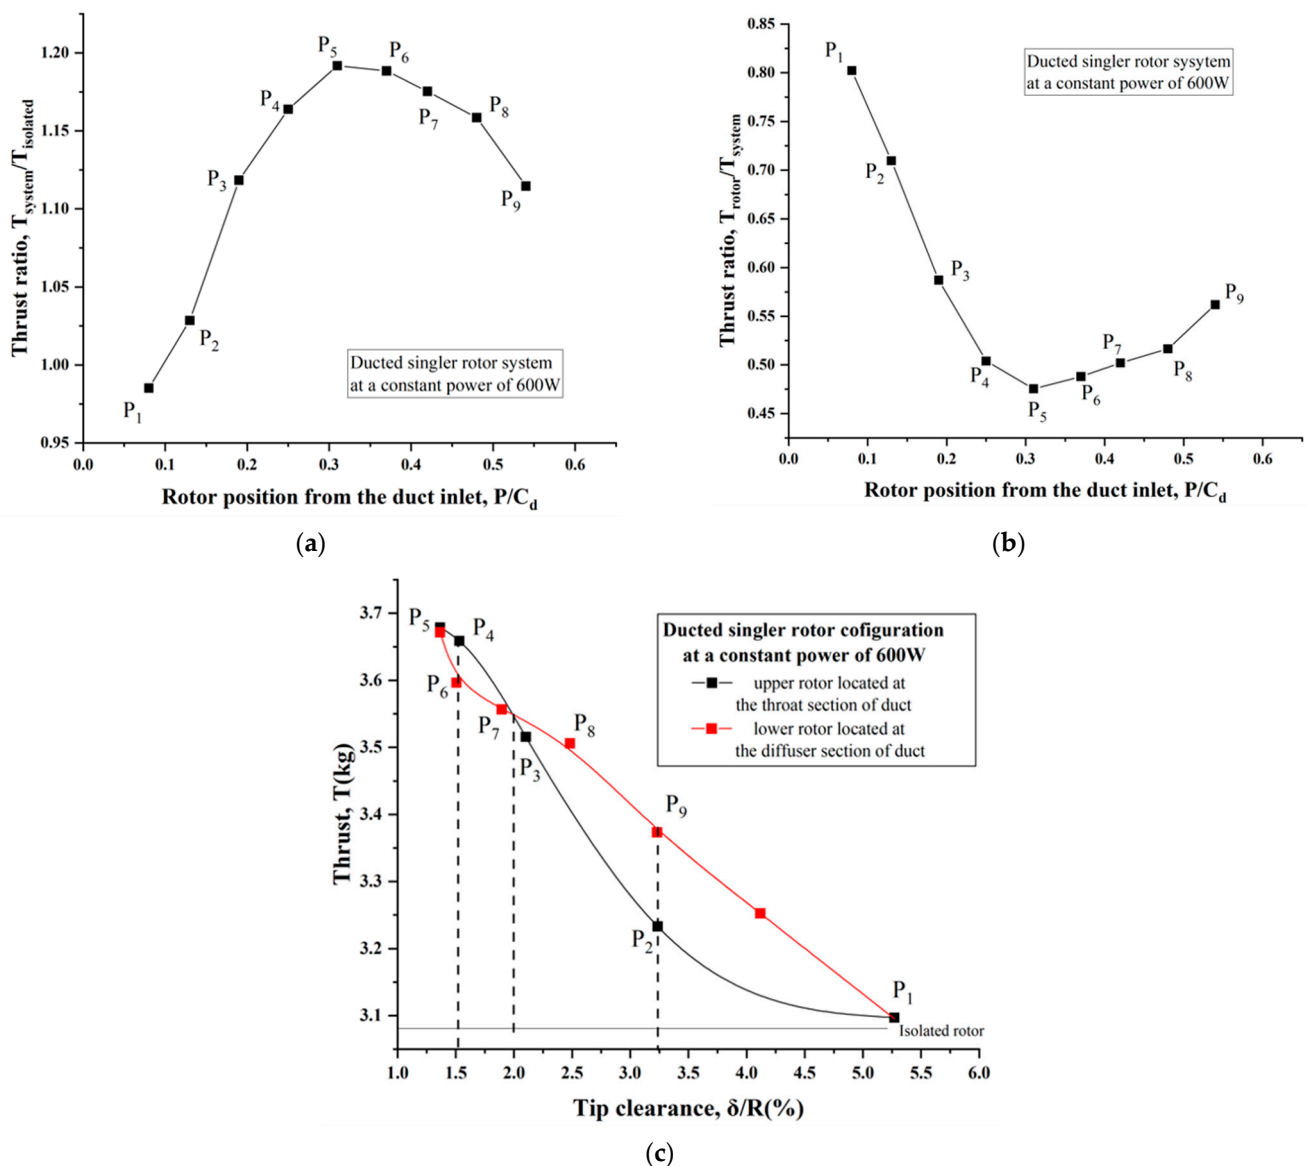 1.20
1.15
1.10
1.05
1.00
0.95
Thrust ratio, T_system/T_isolated
P1
P2
P3
P4
P5
P6
P7
P8
P9
Ducted singler rotor system
at a constant power of 600W
0.0 0.1 0.2 0.3 0.4 0.5 0.6
Rotor position from the duct inlet, P/C_d
(a)
0.85
0.80
0.75
0.70
0.65
0.60
0.55
0.50
0.45
Thrust ratio, T_rotor/T_system
P1
P2
P3
P4
P5
P6
P7
P8
P9
Ducted singler rotor sysytem
at a constant power of 600W
0.0 0.1 0.2 0.3 0.4 0.5 0.6
Rotor position from the duct inlet, P/C_d
(b)
3.7
3.6
3.5
3.4
3.3
3.2
3.1
Thrust, T(kg)
P5
P4
P6
P7
P8
P3
P9
P2
P1
Isolated rotor
Ducted singler rotor cofiguration
at a constant power of 600W
upper rotor located at
the throat section of duct
lower rotor located at
the diffuser section of duct
1.0 1.5 2.0 2.5 3.0 3.5 4.0 4.5 5.0 5.5 6.0
Tip clearance, δ/R(%)
(c)